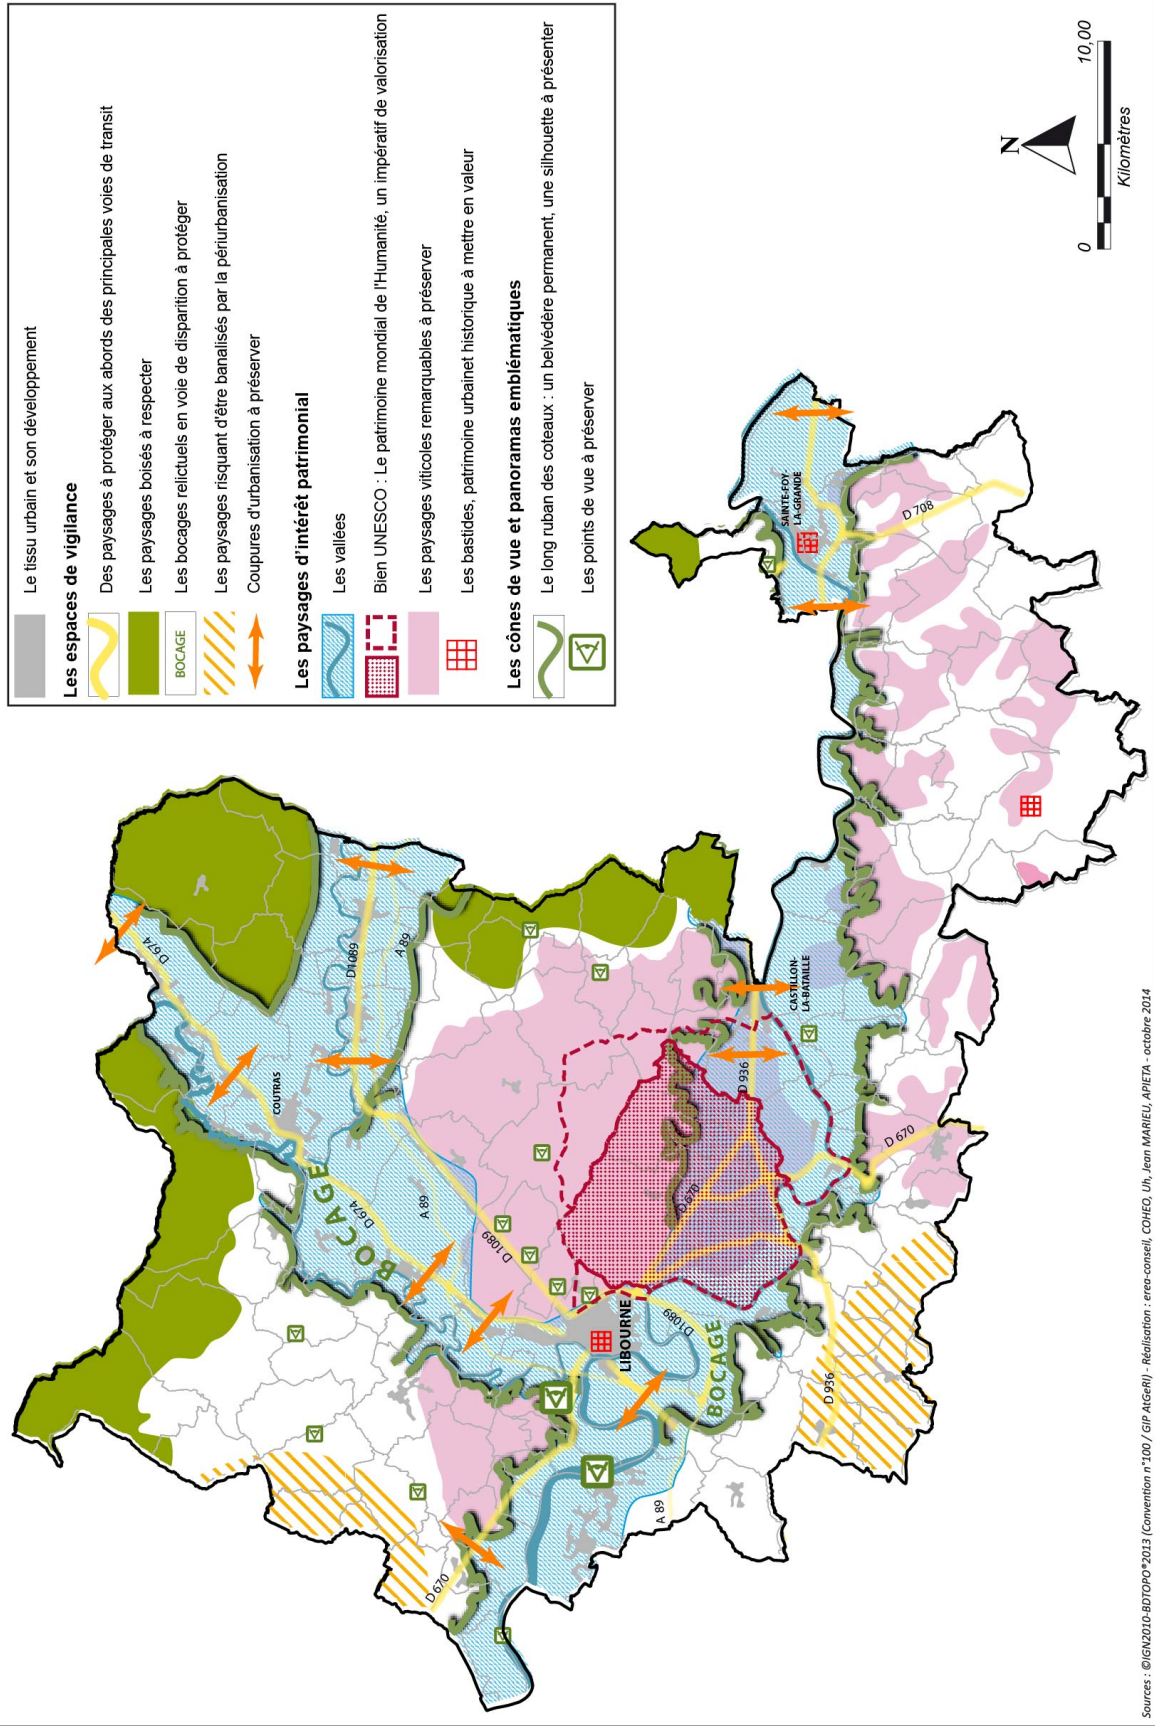 Le tissu urbain et son développement
Les espaces de vigilance
Des paysages à protéger aux abords des principales voies de transit
Les paysages boisés à respecter
BOCAGE
Les bocages relictuels en voie de disparition à protéger
Les paysages risquant d'être banalisés par la périurbanisation
Coupures d'urbanisation à préserver
Les paysages d'intérêt patrimonial
Les vallées
Bien UNESCO : Le patrimoine mondial de l'Humanité, un impératif de valorisation
Les paysages viticoles remarquables à préserver
Les bastides, patrimoine urbainet historique à mettre en valeur
Les cônes de vue et panoramas emblématiques
Le long ruban des coteaux : un belvédère permanent, une silhouette à présenter
Les points de vue à préserver
N
0
10,00
Kilomètres
D 674
D1089
A 89
COUTRAS
BOCAGE
D674
A 89
D1089
LIBOURNE
D1089
BOCAGE
D 670
D 936
CASTILLON-
LA-BATAILLE
D 670
D 936
A 89
D 670
SAINTE-FOY
LA-GRANDE
D 708
Sources : ©IGN2010-BDTOPO®2013 (Convention n°100 / GIP AtGeRI) - Réalisation : erea-conseil, COHEO, Uh, Jean MARIEU, APIETA - octobre 2014